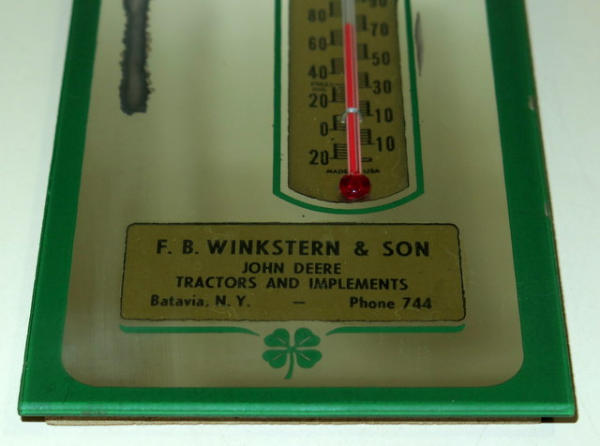 80 90
60 70
40 50
20 30
0 10
20 10
MADE IN USA
F. B. WINKSTERN & SON
JOHN DEERE
TRACTORS AND IMPLEMENTS
Batavia, N. Y. — Phone 744